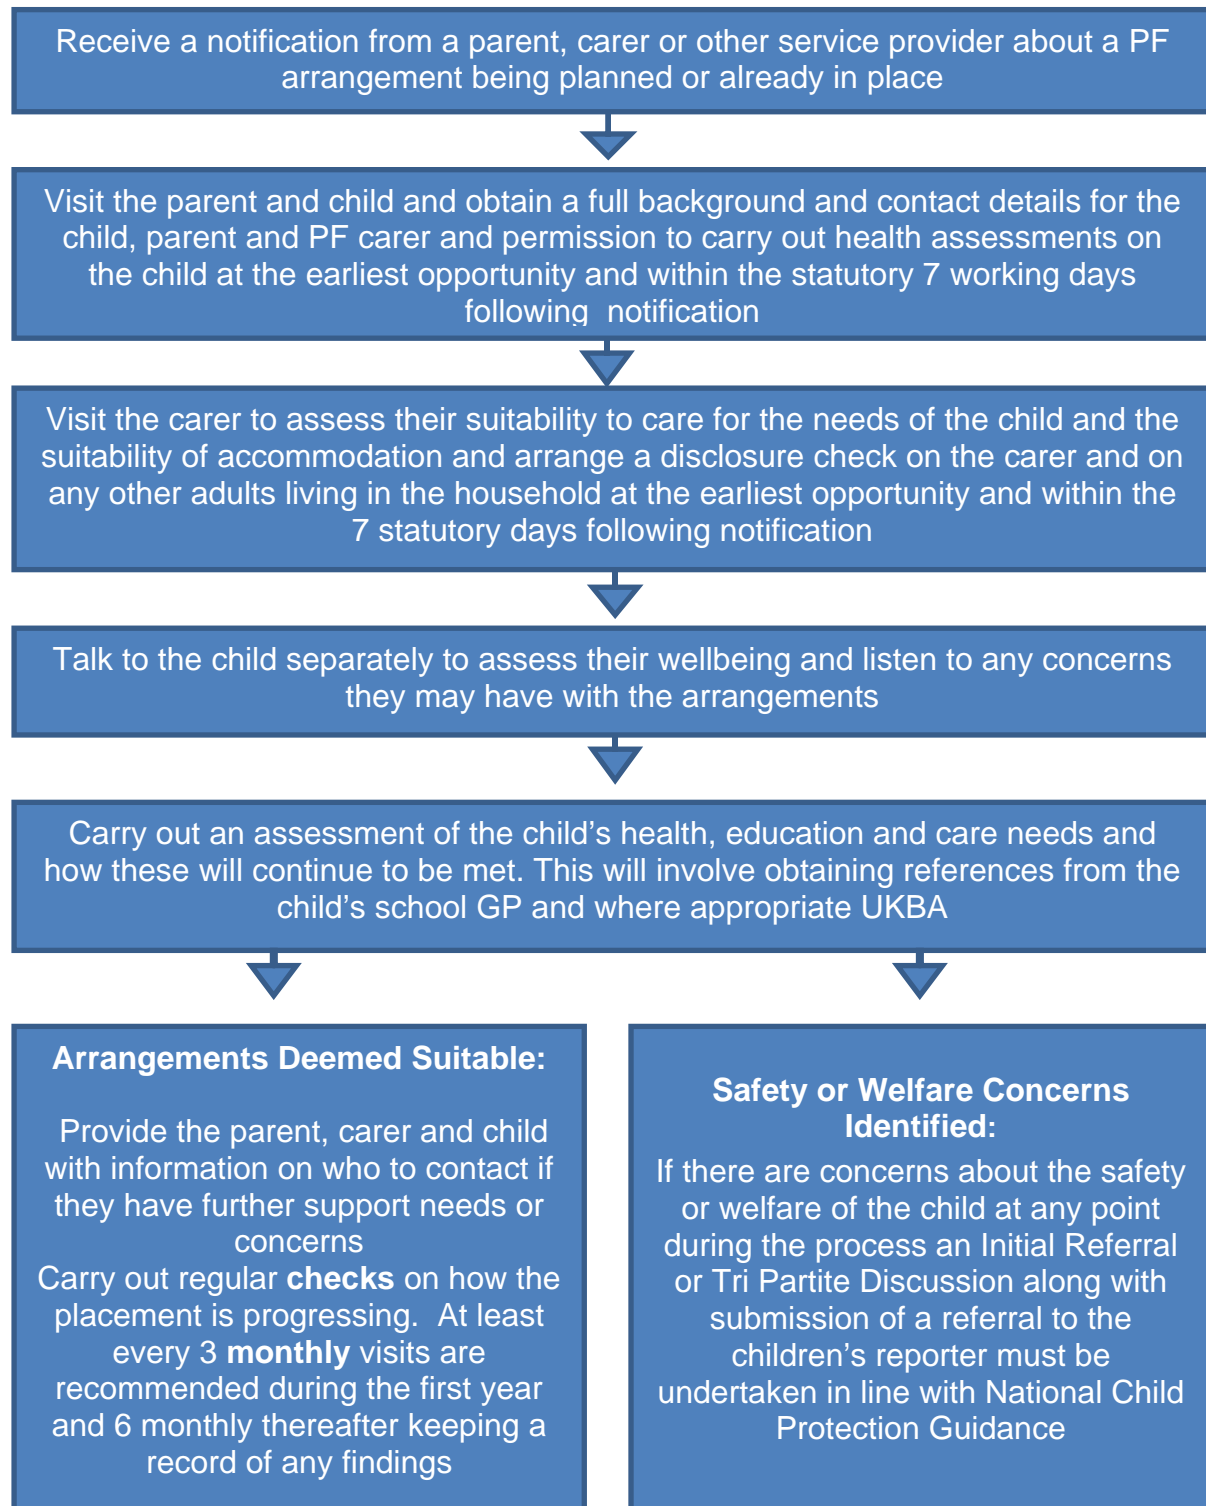 Receive a notification from a parent, carer or other service provider about a PF
arrangement being planned or already in place
Visit the parent and child and obtain a full background and contact details for the
child, parent and PF carer and permission to carry out health assessments on
the child at the earliest opportunity and within the statutory 7 working days
following  notification
Visit the carer to assess their suitability to care for the needs of the child and the
suitability of accommodation and arrange a disclosure check on the carer and on
any other adults living in the household at the earliest opportunity and within the
7 statutory days following notification
Talk to the child separately to assess their wellbeing and listen to any concerns
they may have with the arrangements
Carry out an assessment of the child’s health, education and care needs and
how these will continue to be met. This will involve obtaining references from the
child’s school GP and where appropriate UKBA
Arrangements Deemed Suitable:
Provide the parent, carer and child
with information on who to contact if
they have further support needs or
concerns
Carry out regular checks on how the
placement is progressing.  At least
every 3 monthly visits are
recommended during the first year
and 6 monthly thereafter keeping a
record of any findings
Safety or Welfare Concerns
Identified:
If there are concerns about the safety
or welfare of the child at any point
during the process an Initial Referral
or Tri Partite Discussion along with
submission of a referral to the
children’s reporter must be
undertaken in line with National Child
Protection Guidance